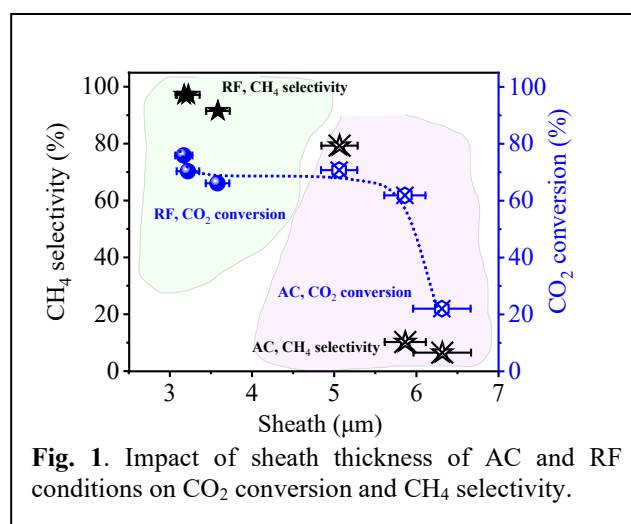 100
80
60
40
20
0
CH₄ selectivity (%)
RF, CH₄ selectivity
RF, CO₂ conversion
AC, CO₂ conversion
AC, CH₄ selectivity
100
80
60
40
20
0
CO₂ conversion (%)
3 4 5 6 7
Sheath (μm)
Fig. 1. Impact of sheath thickness of AC and RF
conditions on CO₂ conversion and CH₄ selectivity.